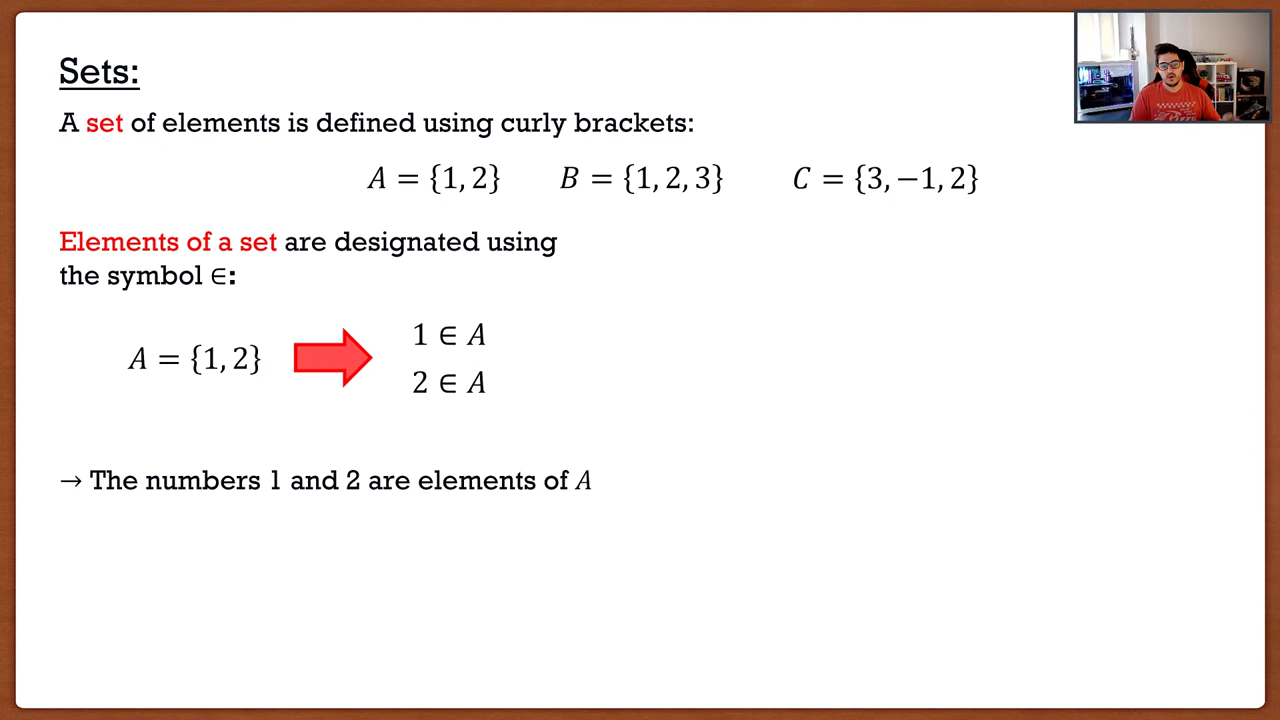 Sets:
A set of elements is defined using curly brackets:
A = {1, 2} B = {1, 2, 3} C = {3, −1, 2}
Elements of a set are designated using
the symbol ∈:
A = {1, 2}
1 ∈ A
2 ∈ A
→ The numbers 1 and 2 are elements of A